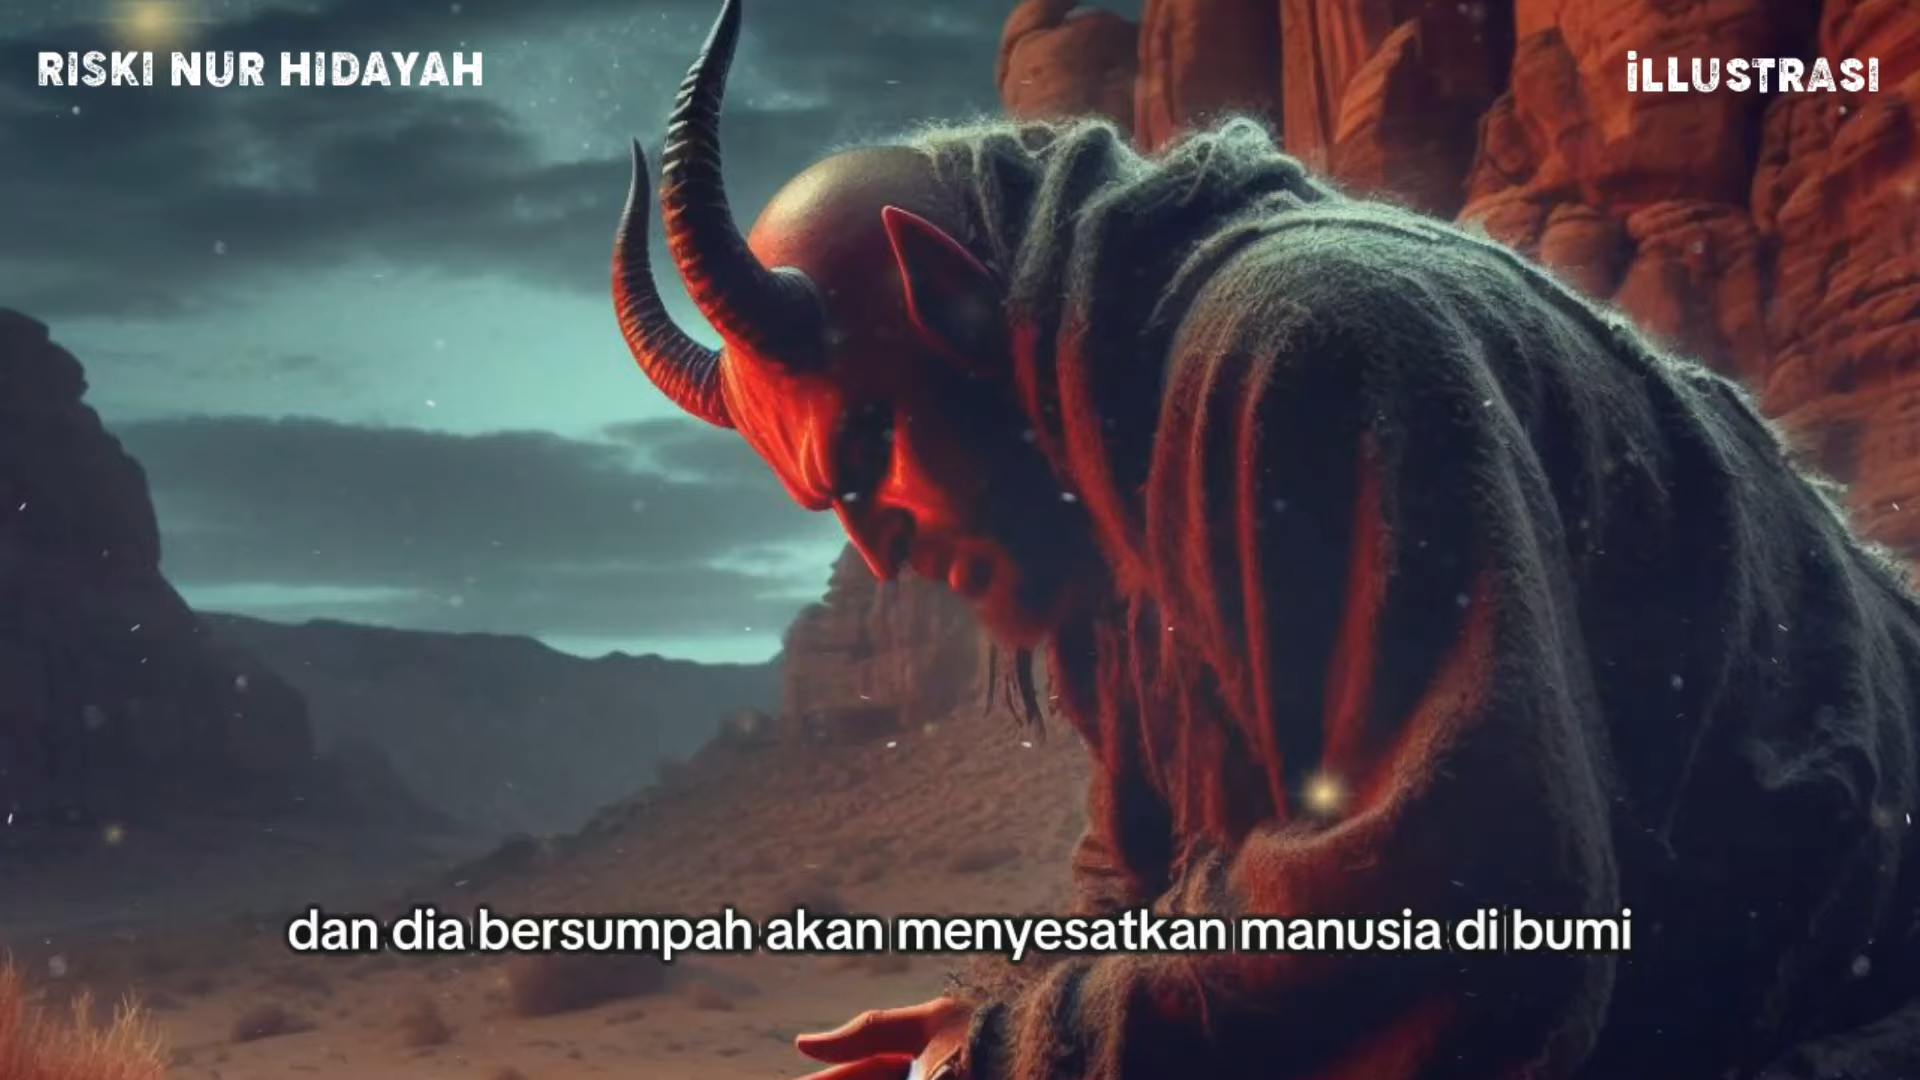 RISKI NUR HIDAYAH
İLLUSTRASI
dan dia bersumpah akan menyesatkan manusia di bumi